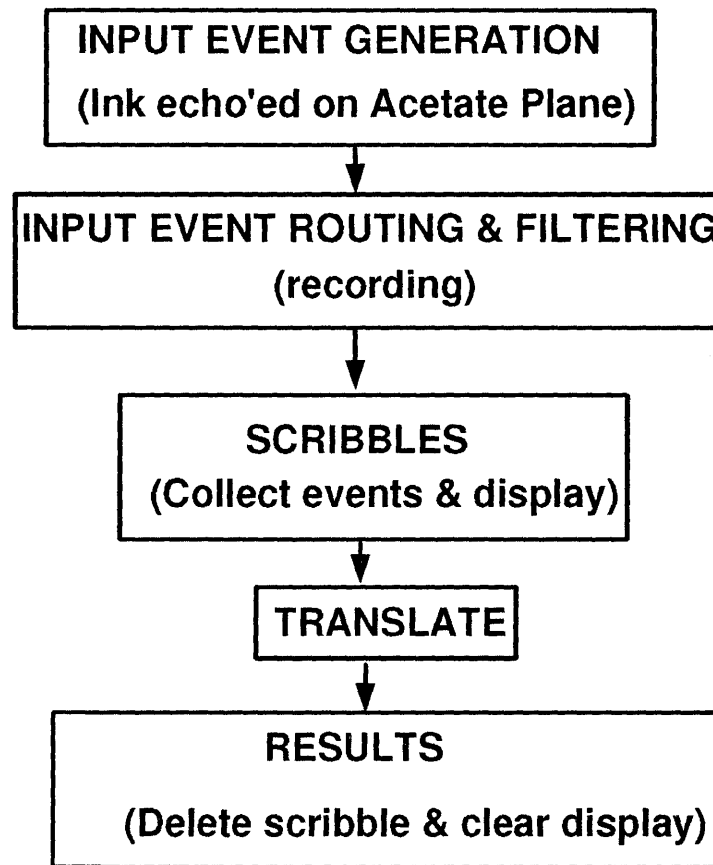 INPUT EVENT GENERATION
(Ink echo'ed on Acetate Plane)
INPUT EVENT ROUTING & FILTERING
(recording)
SCRIBBLES
(Collect events & display)
TRANSLATE
RESULTS
(Delete scribble & clear display)